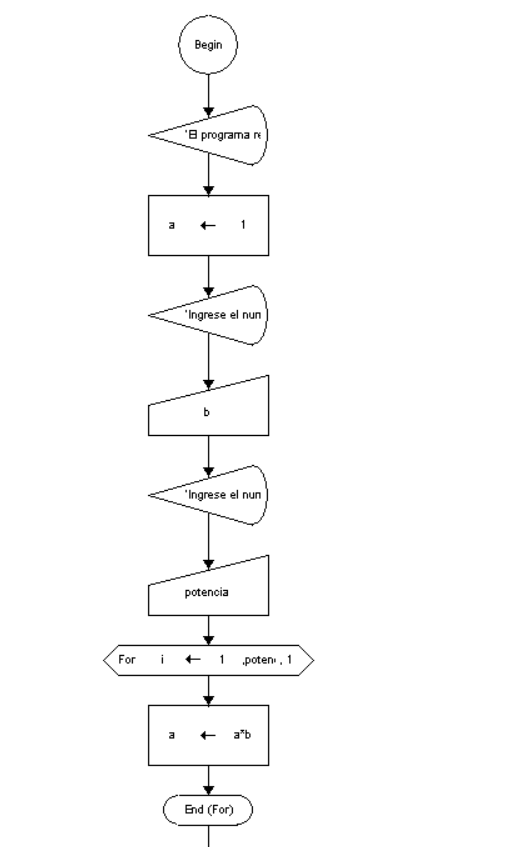 Begin
'El programa re
a ← 1
'Ingrese el nun
b
'Ingrese el nun
potencia
For i ← 1 ,poten, 1
a ← a*b
End (For)